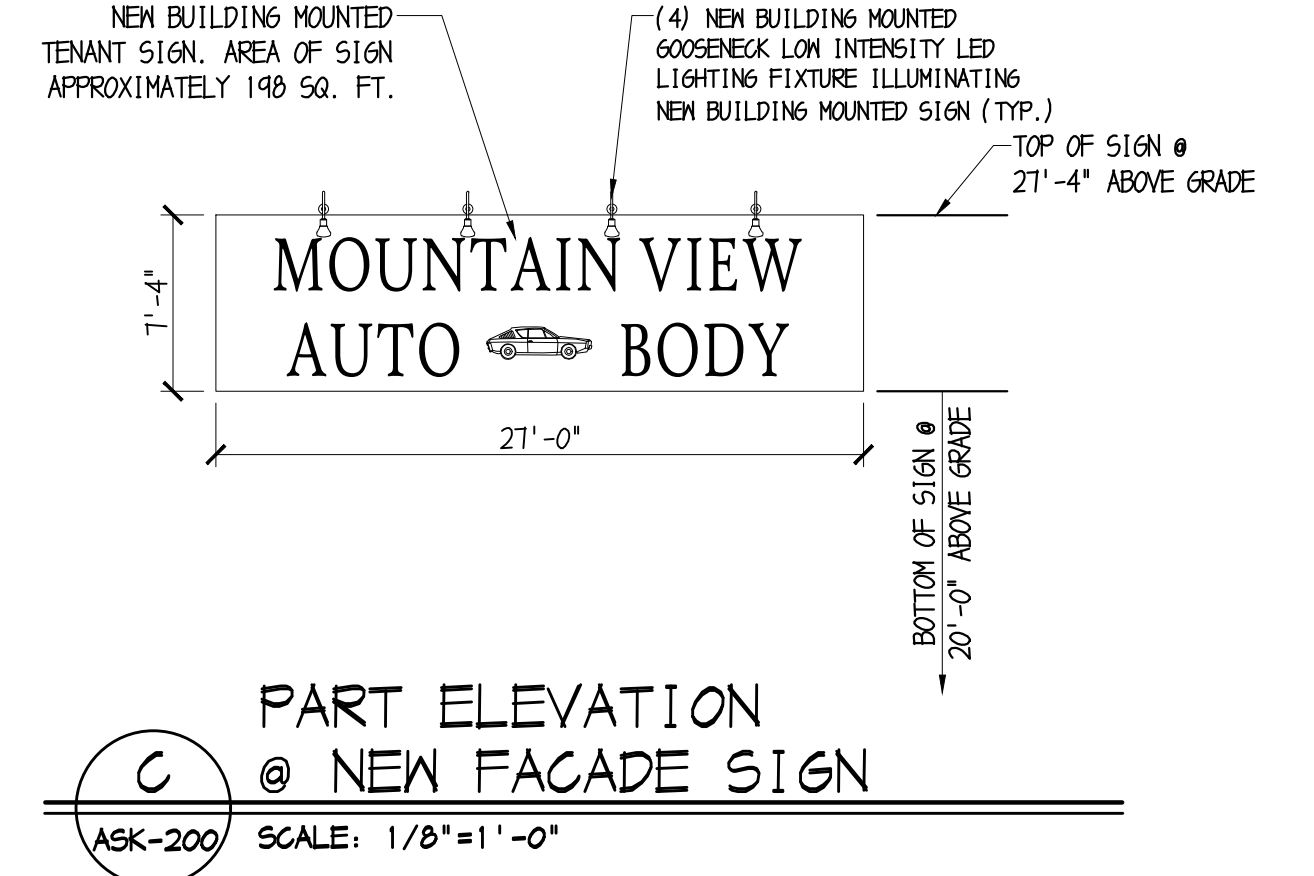 NEW BUILDING MOUNTED
TENANT SIGN. AREA OF SIGN
APPROXIMATELY 198 SQ. FT.
(4) NEW BUILDING MOUNTED
GOOSENECK LOW INTENSITY LED
LIGHTING FIXTURE ILLUMINATING
NEW BUILDING MOUNTED SIGN (TYP.)
TOP OF SIGN @
27'-4" ABOVE GRADE
7'-4"
MOUNTAIN VIEW
AUTO BODY
27'-0"
BOTTOM OF SIGN @
20'-0" ABOVE GRADE
PART ELEVATION
@ NEW FACADE SIGN
C
ASK-200
SCALE: 1/8"=1'-0"